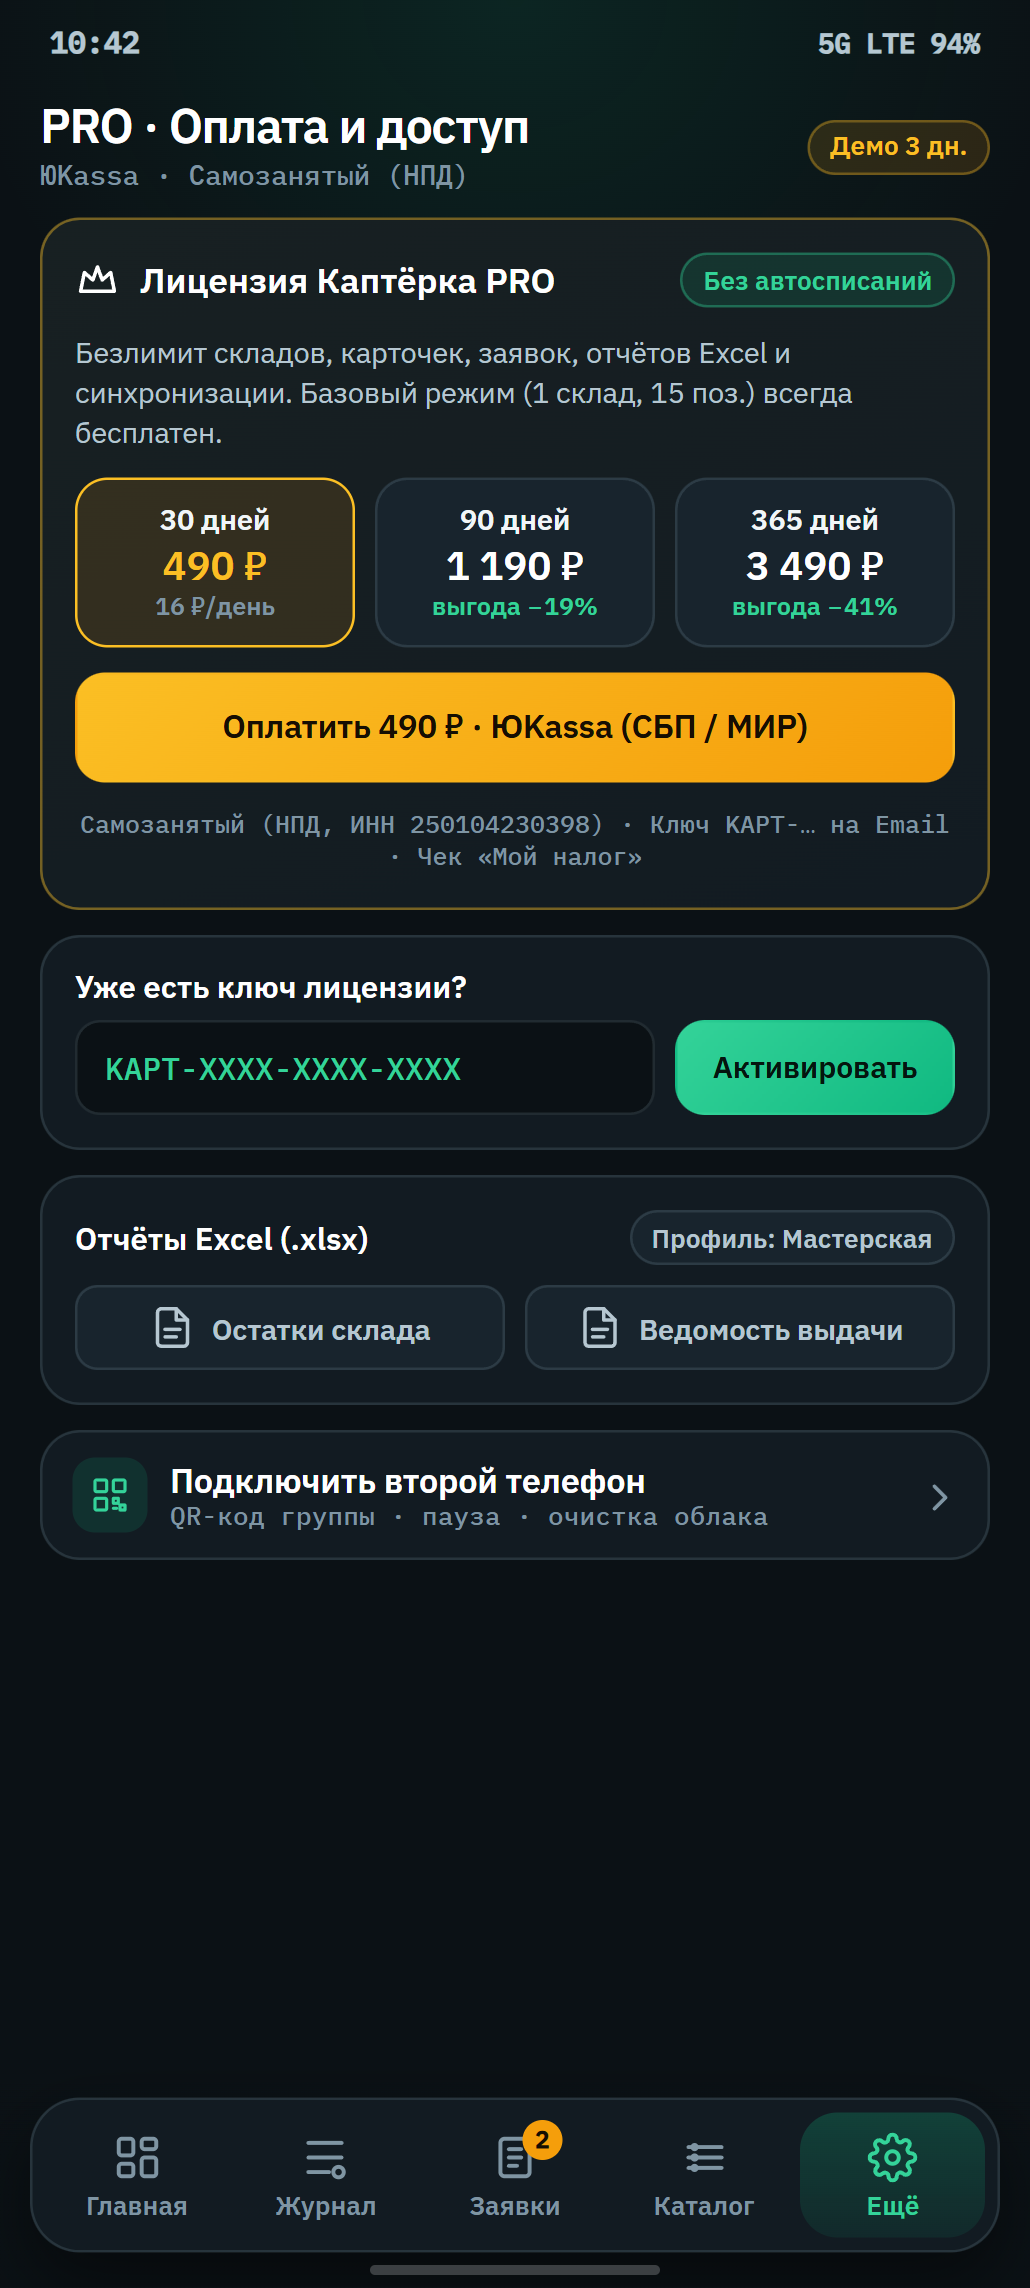 10:42
5G LTE 94%
PRO · Оплата и доступ
ЮKassa · Самозанятый (НПД)
Демо 3 дн.
Лицензия Каптёрка PRO
Без автосписаний
Безлимит складов, карточек, заявок, отчётов Excel и
синхронизации. Базовый режим (1 склад, 15 поз.) всегда
бесплатен.
30 дней
490 ₽
16 ₽/день
90 дней
1 190 ₽
выгода −19%
365 дней
3 490 ₽
выгода −41%
Оплатить 490 ₽ · ЮKassa (СБП / МИР)
Самозанятый (НПД, ИНН 250104230398) · Ключ КАРТ-… на Email
· Чек «Мой налог»
Уже есть ключ лицензии?
КАРТ-XXXX-XXXX-XXXX
Активировать
Отчёты Excel (.xlsx)
Профиль: Мастерская
Остатки склада
Ведомость выдачи
Подключить второй телефон
QR-код группы · пауза · очистка облака
Главная
Журнал
2
Заявки
Каталог
Ещё